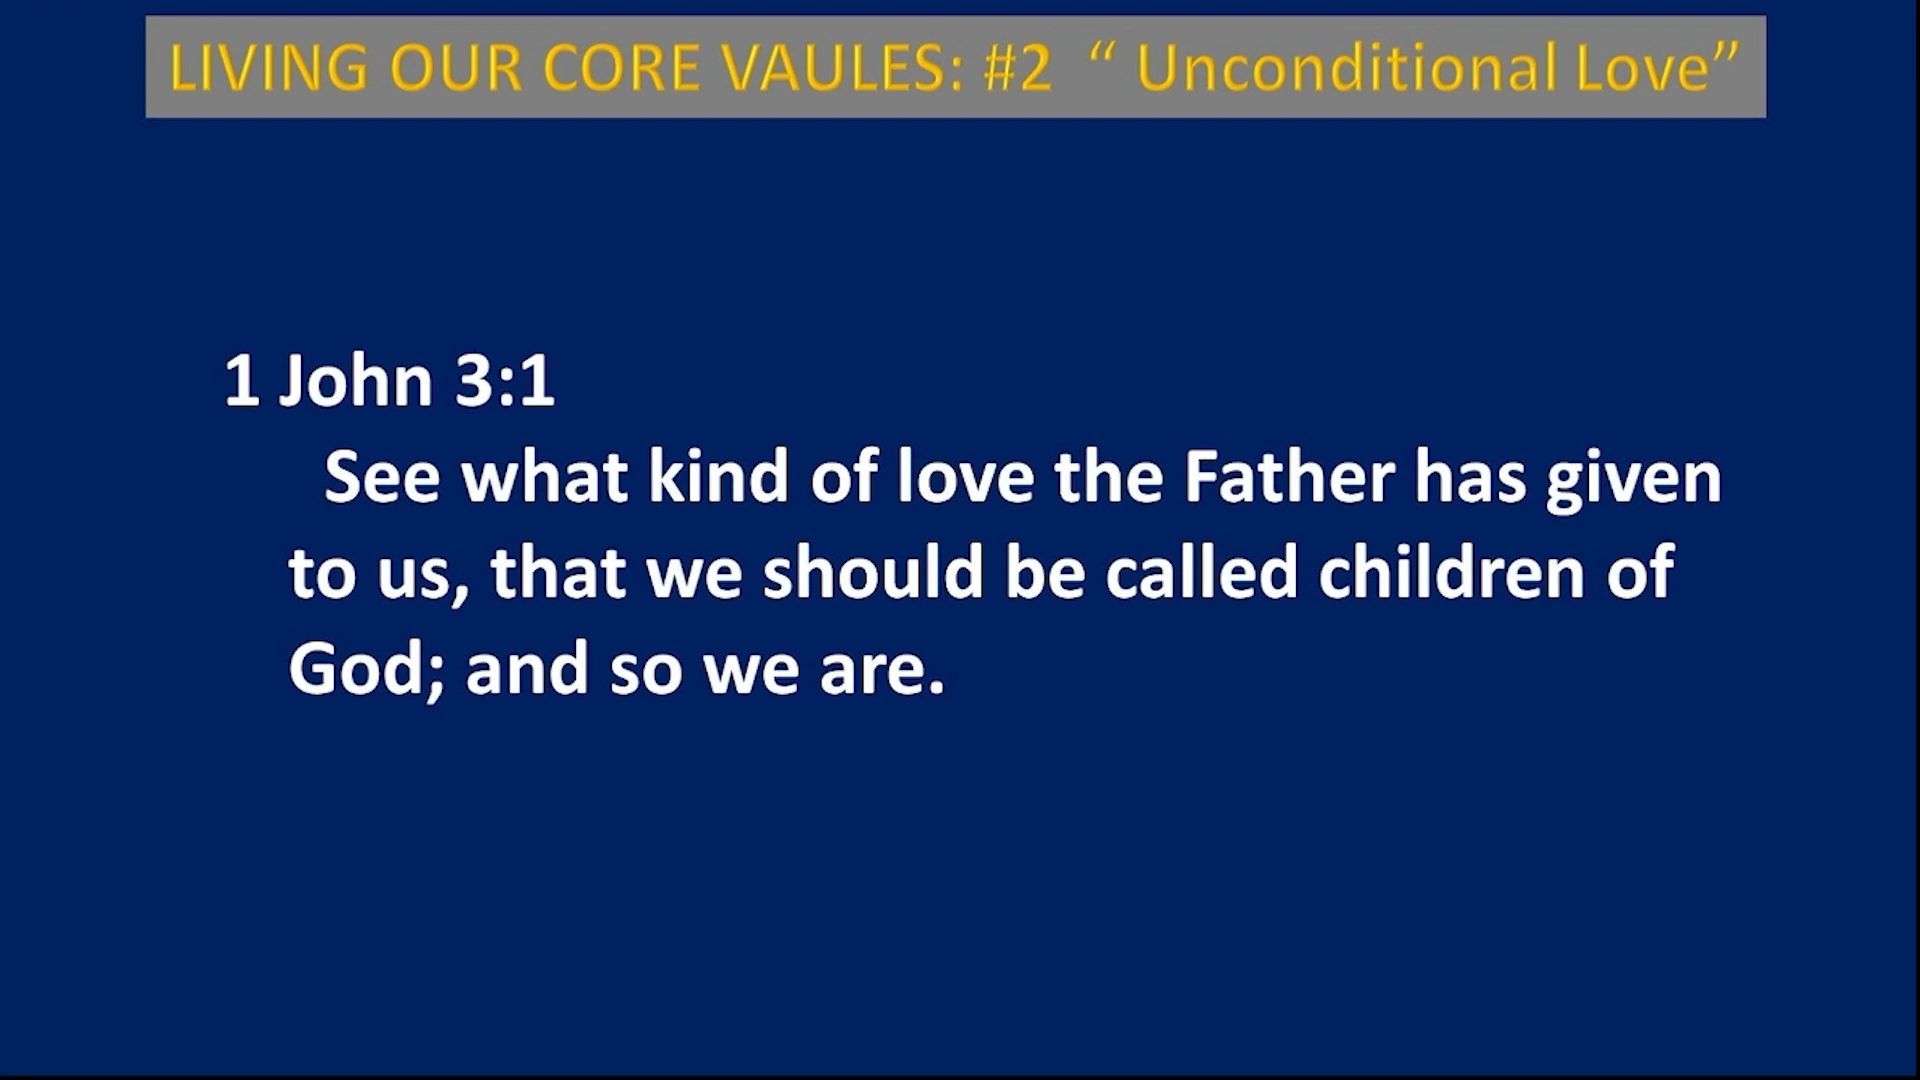 LIVING OUR CORE VAULES: #2 “ Unconditional Love”
1 John 3:1
See what kind of love the Father has given
to us, that we should be called children of
God; and so we are.